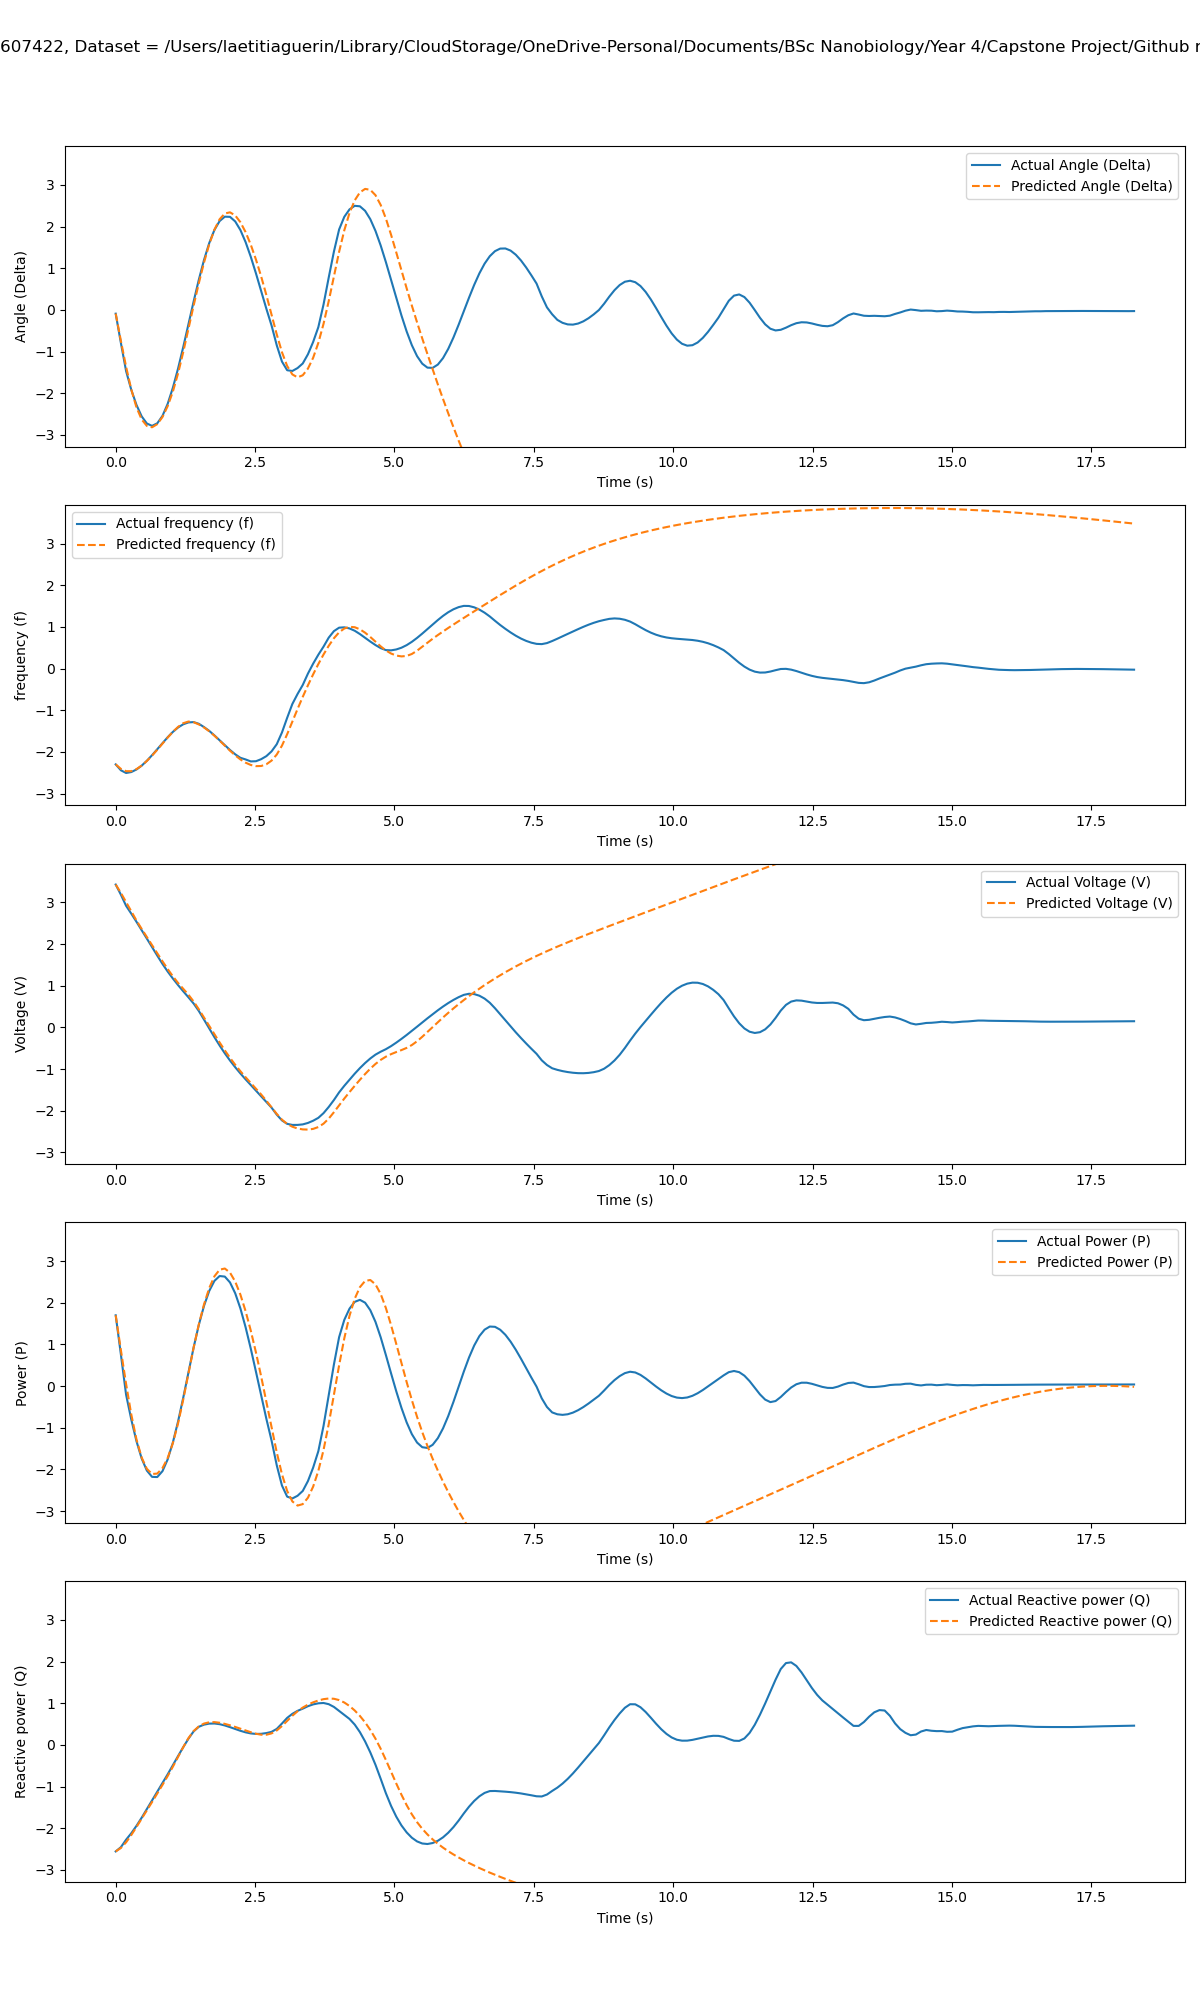 607422, Dataset = /Users/laetitiaguerin/Library/CloudStorage/OneDrive-Personal/Documents/BSc Nanobiology/Year 4/Capstone Project/Github
Actual Angle (Delta)
Predicted Angle (Delta)
Angle (Delta)
3
2
1
0
−1
−2
−3
0.0 2.5 5.0 7.5 10.0 12.5 15.0 17.5
Time (s)
Actual frequency (f)
Predicted frequency (f)
frequency (f)
3
2
1
0
−1
−2
−3
0.0 2.5 5.0 7.5 10.0 12.5 15.0 17.5
Time (s)
Actual Voltage (V)
Predicted Voltage (V)
Voltage (V)
3
2
1
0
−1
−2
−3
0.0 2.5 5.0 7.5 10.0 12.5 15.0 17.5
Time (s)
Actual Power (P)
Predicted Power (P)
Power (P)
3
2
1
0
−1
−2
−3
0.0 2.5 5.0 7.5 10.0 12.5 15.0 17.5
Time (s)
Actual Reactive power (Q)
Predicted Reactive power (Q)
Reactive power (Q)
3
2
1
0
−1
−2
−3
0.0 2.5 5.0 7.5 10.0 12.5 15.0 17.5
Time (s)